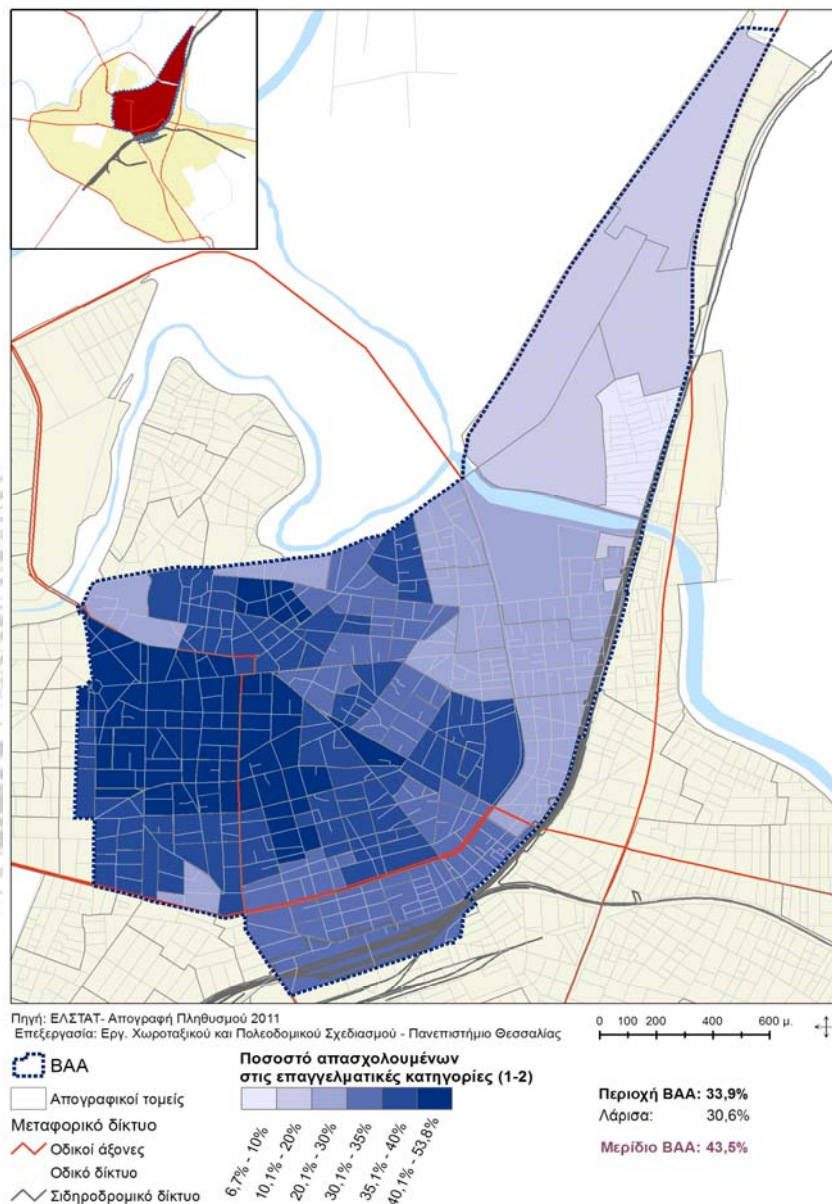 Πηγή: ΕΛΣΤΑΤ- Απογραφή Πληθυσμού 2011
Επεξεργασία: Εργ. Χωροταξικού και Πολεοδομικού Σχεδιασμού - Πανεπιστήμιο Θεσσαλίας
0 100 200 400 600 μ.
ΒΑΑ
Απογραφικοί τομείς
Μεταφορικό δίκτυο
Οδικοί άξονες
Οδικό δίκτυο
Σιδηροδρομικό δίκτυο
Ποσοστό απασχολουμένων
στις επαγγελματικές κατηγορίες (1-2)
6,7% - 10%
10,1% - 20%
20,1% - 30%
30,1% - 35%
35,1% - 40%
40,1% - 53,8%
Περιοχή ΒΑΑ: 33,9%
Λάρισα: 30,6%
Μερίδιο ΒΑΑ: 43,5%